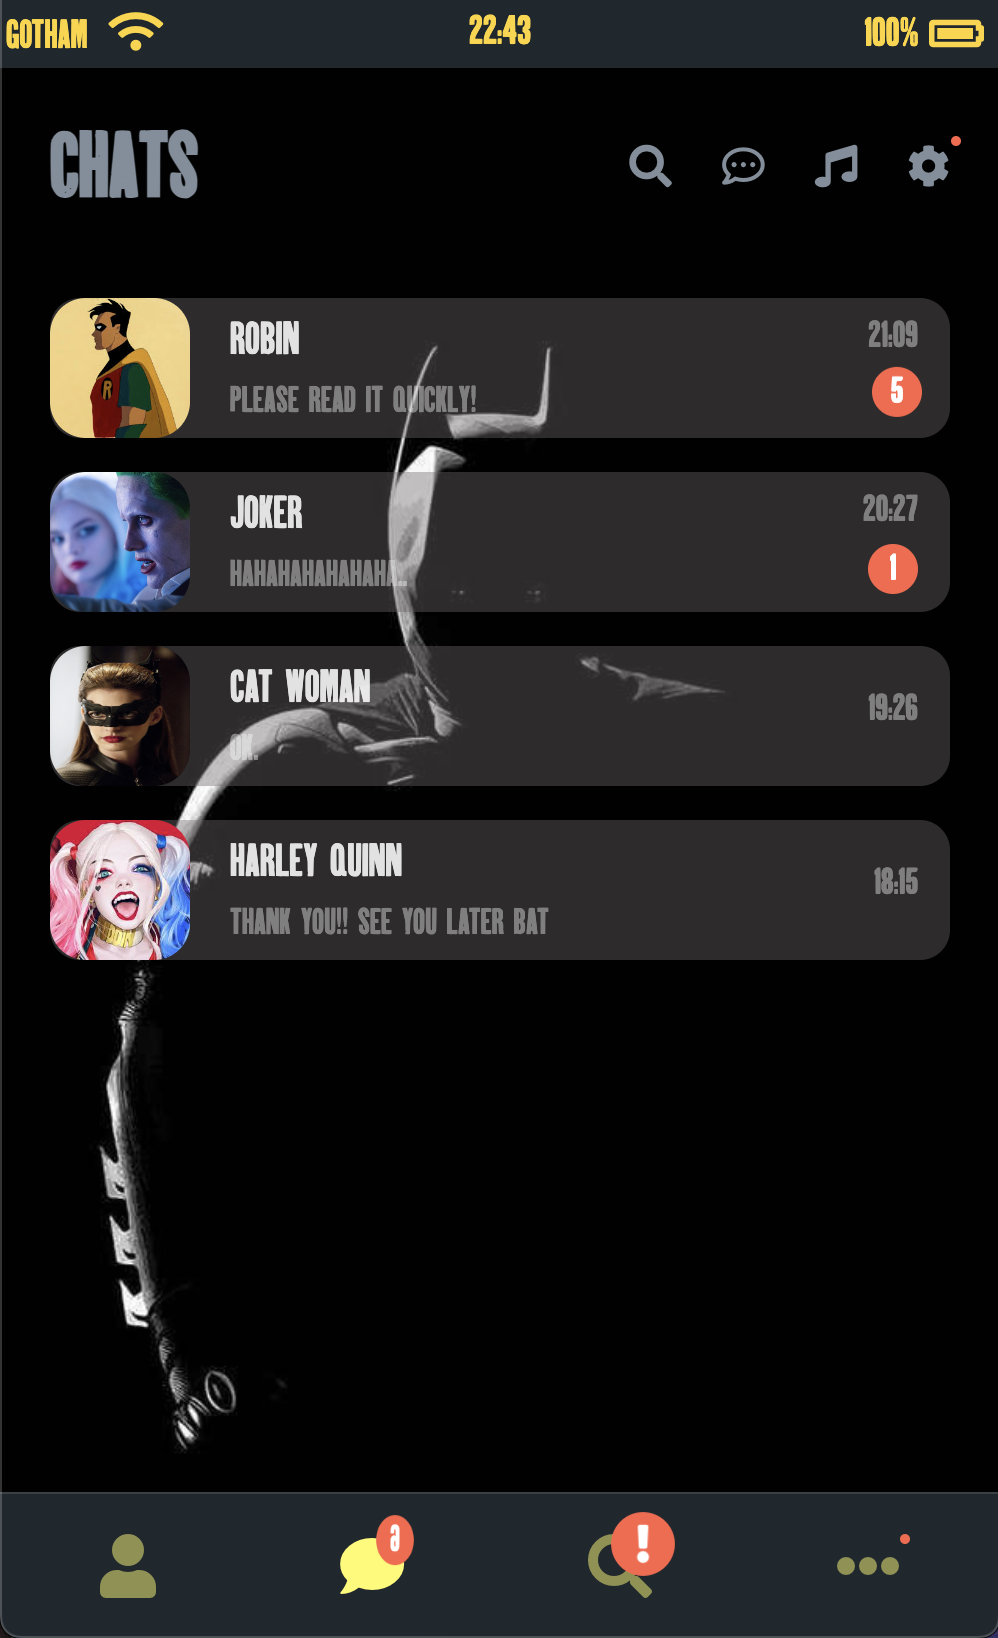 GOTHAM 22:43 100%
CHATS
ROBIN 21:09
PLEASE READ IT QUICKLY! 5
R
JOKER 20:27
HAHAHAHAHAHAHA.. 1
CAT WOMAN 19:26
OK.
HARLEY QUINN 18:15
THANK YOU!! SEE YOU LATER BAT
!